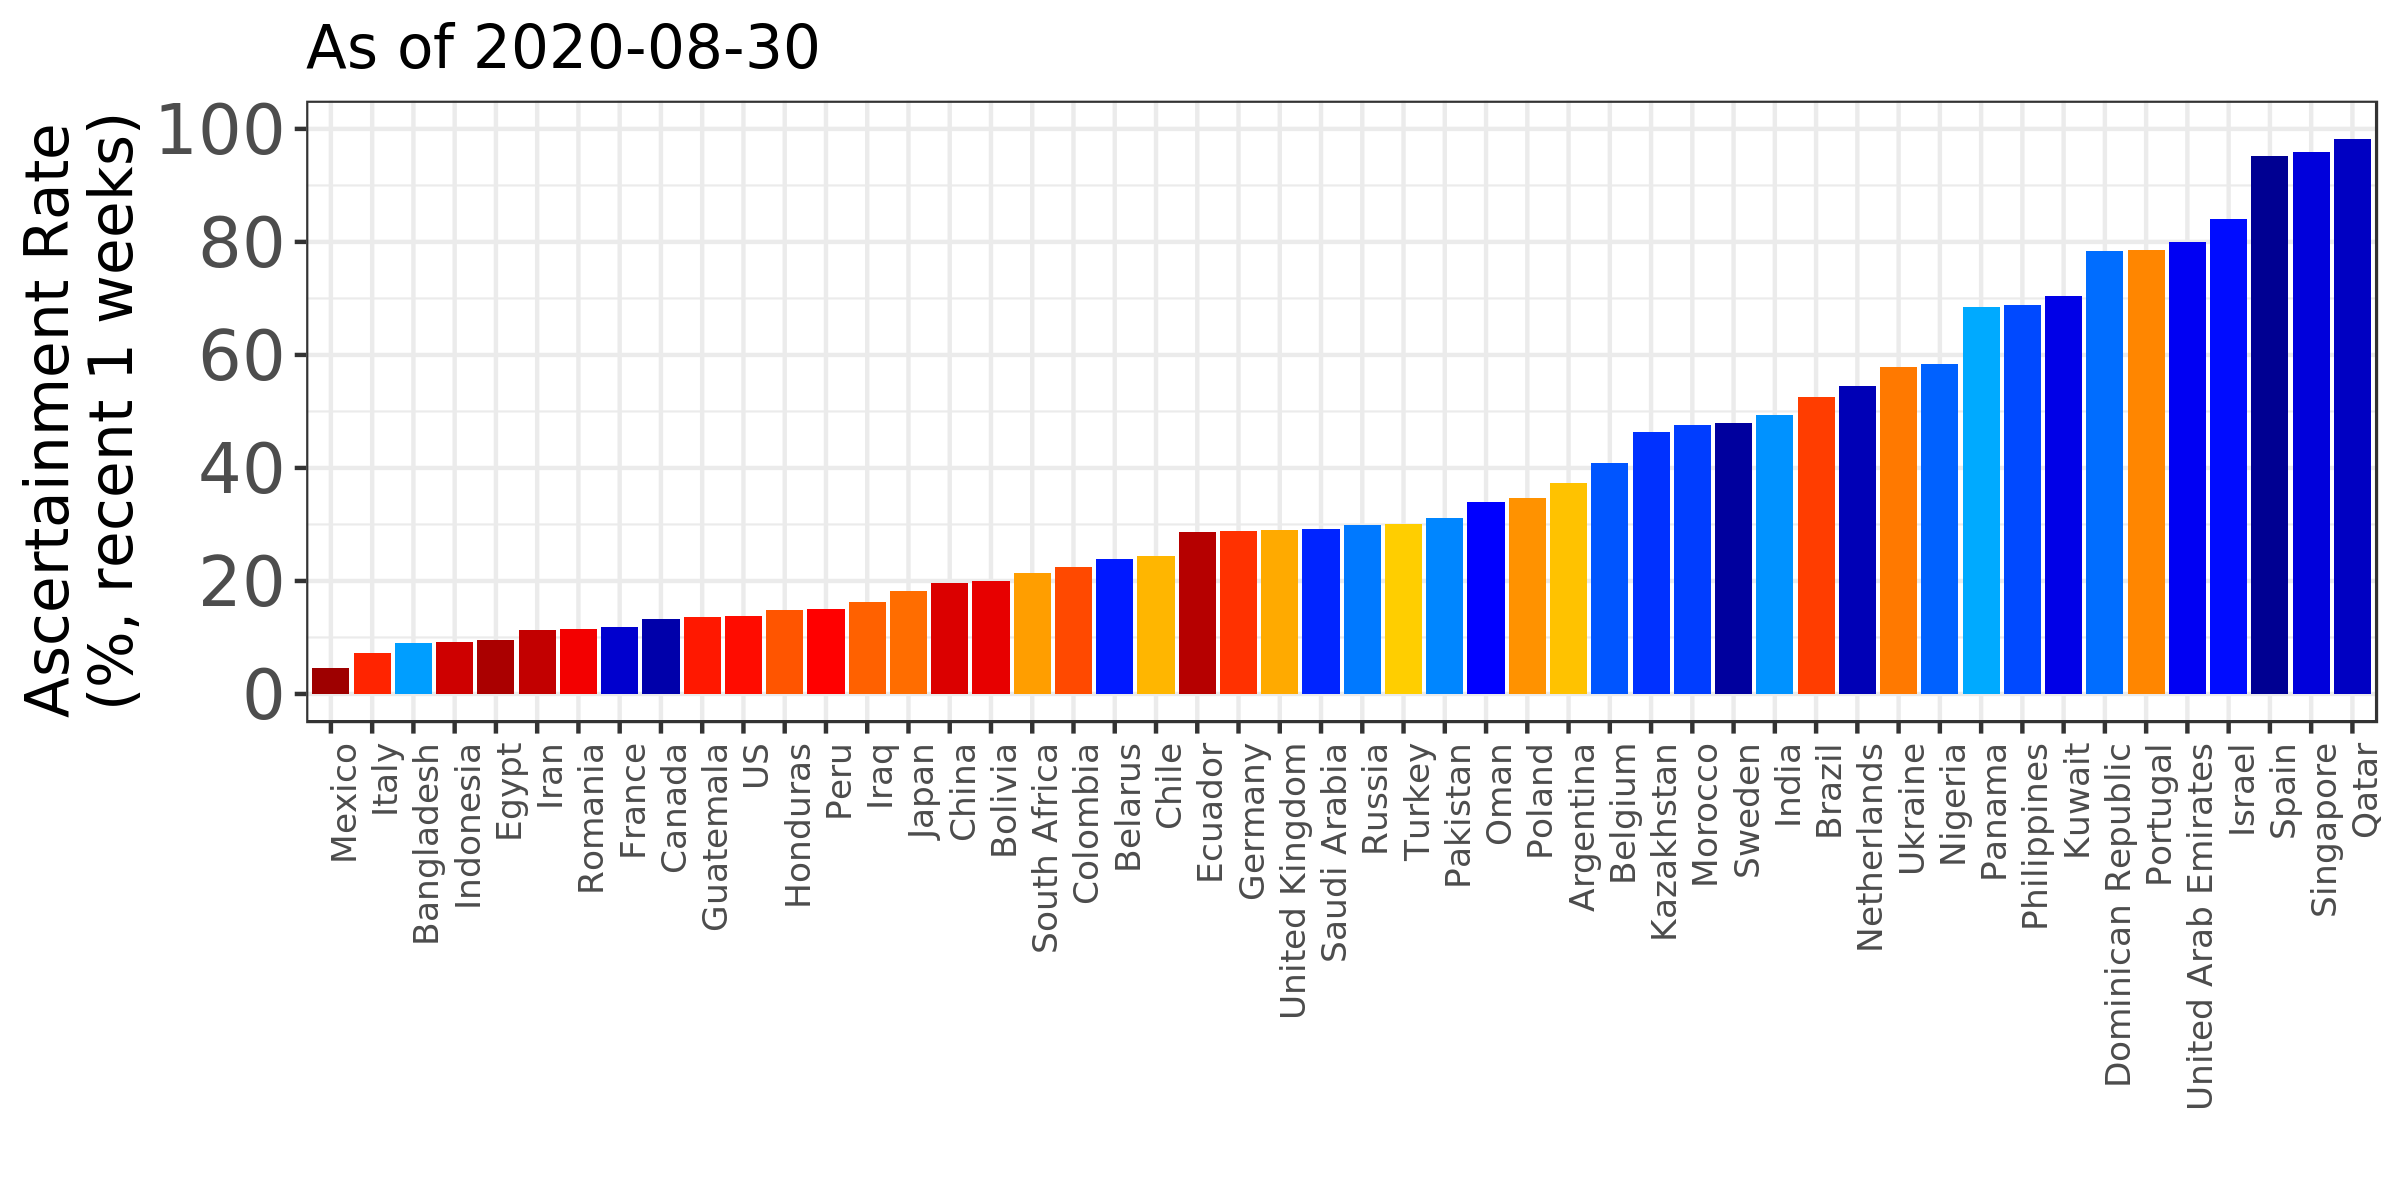 As of 2020-08-30
Ascertainment Rate
(%, recent 1 weeks)
100
80
60
40
20
0
Mexico
Italy
Bangladesh
Indonesia
Egypt
Iran
Romania
France
Canada
Guatemala
US
Honduras
Peru
Iraq
Japan
China
Bolivia
South Africa
Colombia
Belarus
Chile
Ecuador
Germany
United Kingdom
Saudi Arabia
Russia
Turkey
Pakistan
Oman
Poland
Argentina
Belgium
Kazakhstan
Morocco
Sweden
India
Brazil
Netherlands
Ukraine
Nigeria
Panama
Philippines
Kuwait
Dominican Republic
Portugal
United Arab Emirates
Israel
Spain
Singapore
Qatar